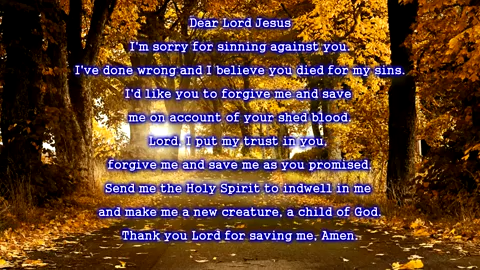 Dear Lord Jesus
I'm sorry for sinning against you.
I've done wrong and I believe you died for my sins.
I'd like you to forgive me and save
me on account of your shed blood.
Lord, I put my trust in you,
forgive me and save me as you promised.
Send me the Holy Spirit to indwell in me
and make me a new creature, a child of God.
Thank you Lord for saving me, Amen.